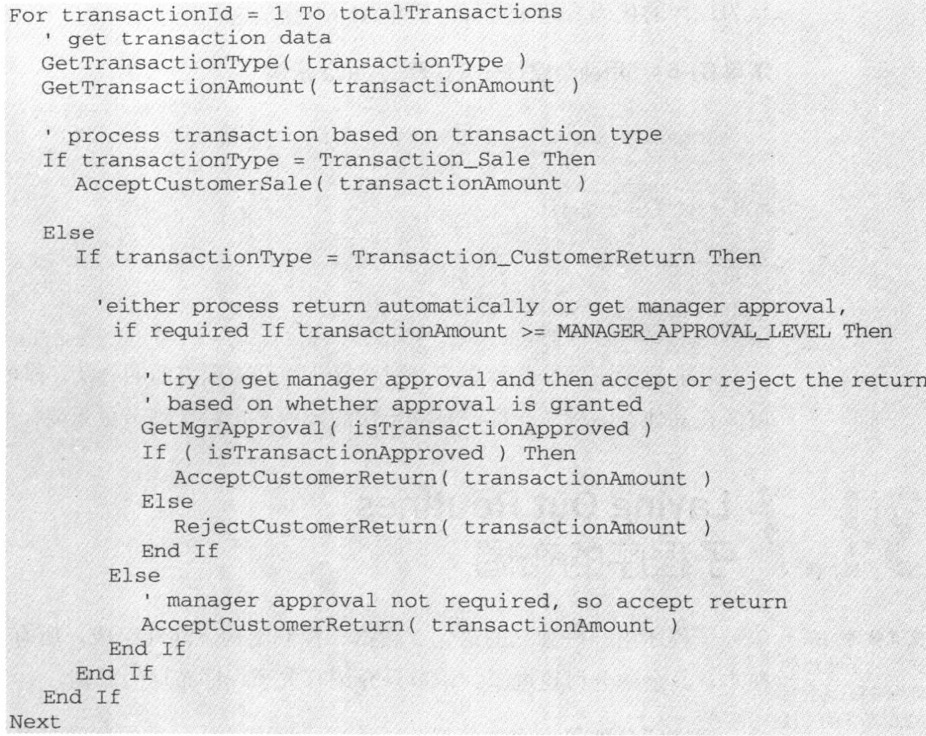 For transactionId = 1 To totalTransactions
   ' get transaction data
   GetTransactionType( transactionType )
   GetTransactionAmount( transactionAmount )

   ' process transaction based on transaction type
   If transactionType = Transaction_Sale Then
      AcceptCustomerSale( transactionAmount )

   Else
      If transactionType = Transaction_CustomerReturn Then

        'either process return automatically or get manager approval,
         if required If transactionAmount >= MANAGER_APPROVAL_LEVEL Then

            ' try to get manager approval and then accept or reject the return
            ' based on whether approval is granted
            GetMgrApproval( isTransactionApproved )
            If ( isTransactionApproved ) Then
               AcceptCustomerReturn( transactionAmount )
            Else
               RejectCustomerReturn( transactionAmount )
            End If
         Else
            ' manager approval not required, so accept return
            AcceptCustomerReturn( transactionAmount )
         End If
      End If
   End If
Next